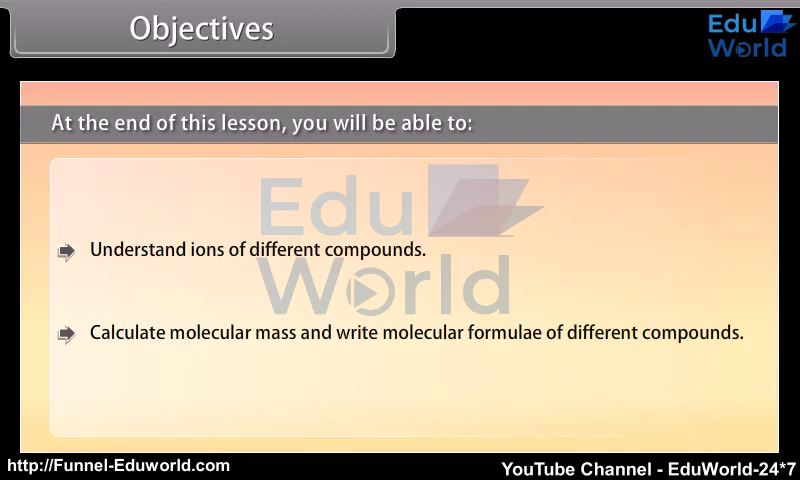 Objectives
Edu
World
At the end of this lesson, you will be able to:
Edu
World
Understand ions of different compounds.
Calculate molecular mass and write molecular formulae of different compounds.
http://Funnel-Eduworld.com
YouTube Channel - EduWorld-24*7